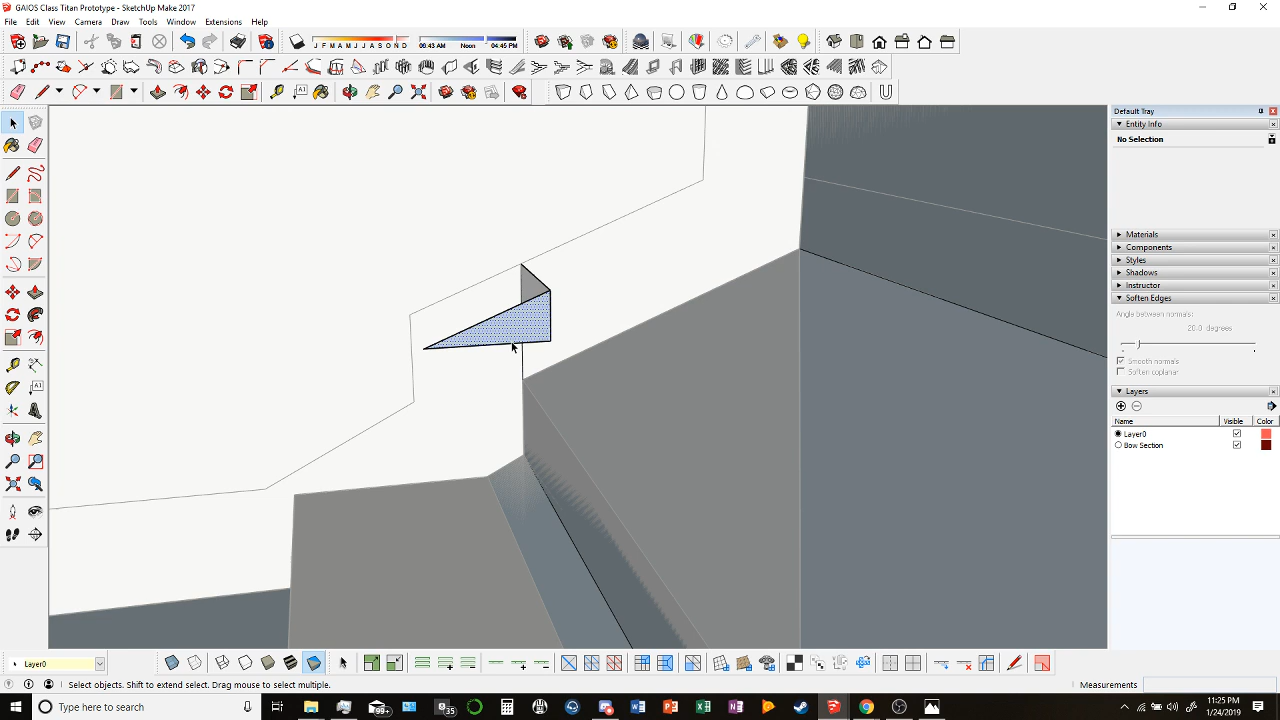 GAIOS Class Titan Prototype - SketchUp Make 2017
File Edit View Camera Draw Tools Window Extensions Help
J F M A M J J A S O N D 08:43 AM Noon 04:45 PM
Default Tray
Entity Info
No Selection
Materials
Components
Styles
Shadows
Instructor
Soften Edges
Angle between normals:
20.0 degrees
Smooth normals
Soften coplanar
Layers
Name Visible Color
Layer0
Bow Section
Layer0
Select objects. Shift to extend select. Drag mouse to select multiple.
Measurements
Type here to search
99+
35
11:25 PM
1/24/2019